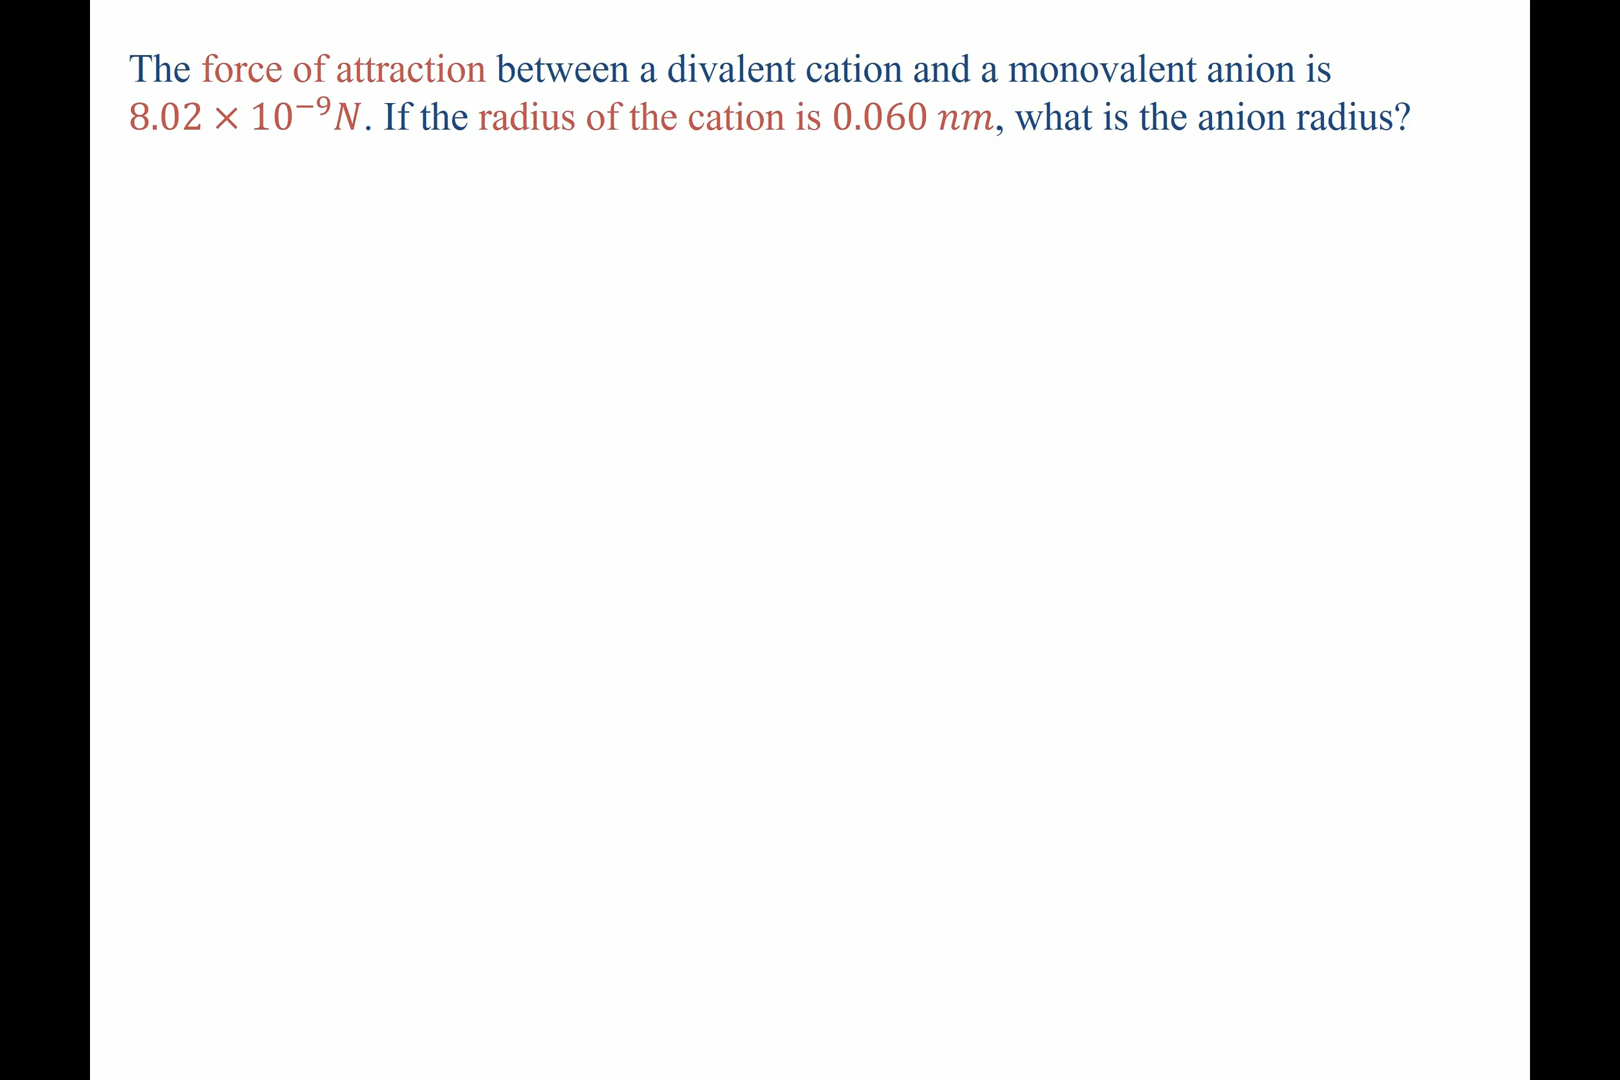 The force of attraction between a divalent cation and a monovalent anion is
8.02 × 10⁻⁹N. If the radius of the cation is 0.060 nm, what is the anion radius?